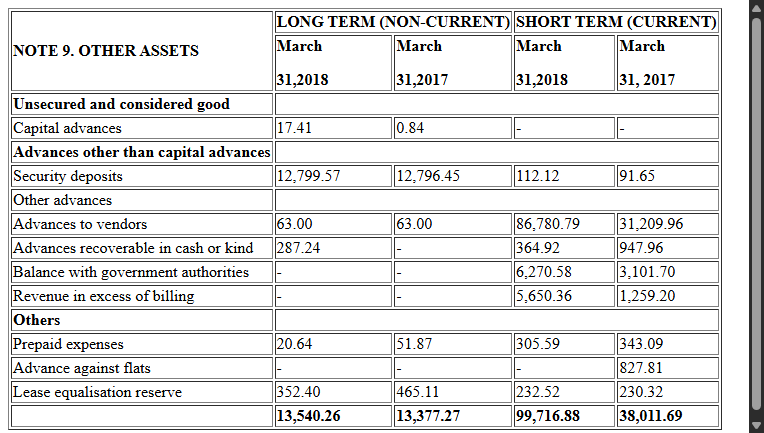 NOTE 9. OTHER ASSETS LONG TERM (NON-CURRENT) SHORT TERM (CURRENT)
March March March March
31,2018 31,2017 31,2018 31, 2017
Unsecured and considered good
Capital advances 17.41 0.84 - -
Advances other than capital advances
Security deposits 12,799.57 12,796.45 112.12 91.65
Other advances
Advances to vendors 63.00 63.00 86,780.79 31,209.96
Advances recoverable in cash or kind 287.24 - 364.92 947.96
Balance with government authorities - - 6,270.58 3,101.70
Revenue in excess of billing - - 5,650.36 1,259.20
Others
Prepaid expenses 20.64 51.87 305.59 343.09
Advance against flats - - - 827.81
Lease equalisation reserve 352.40 465.11 232.52 230.32
13,540.26 13,377.27 99,716.88 38,011.69